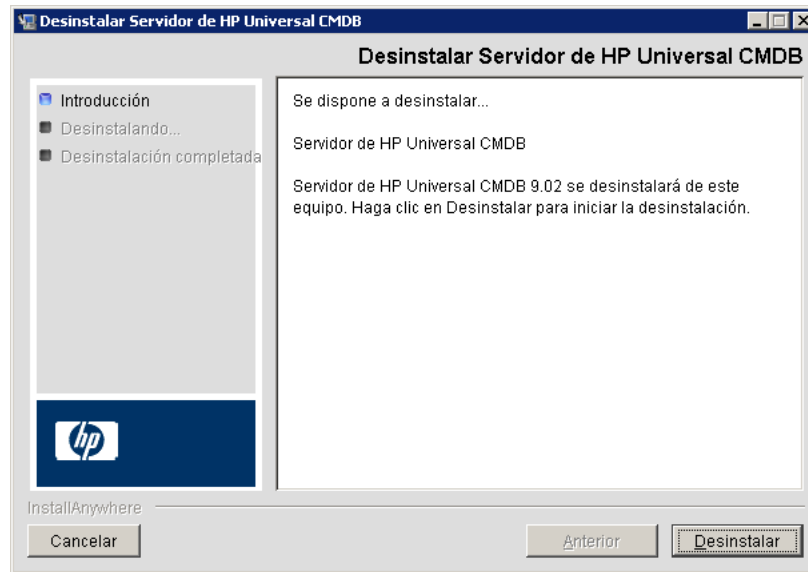 Desinstalar Servidor de HP Universal CMDB
Desinstalar Servidor de HP Universal CMDB
Introducción
Desinstalando...
Desinstalación completada
Se dispone a desinstalar...
Servidor de HP Universal CMDB
Servidor de HP Universal CMDB 9.02 se desinstalará de este
equipo. Haga clic en Desinstalar para iniciar la desinstalación.
hp
InstallAnywhere
Cancelar
Anterior
Desinstalar